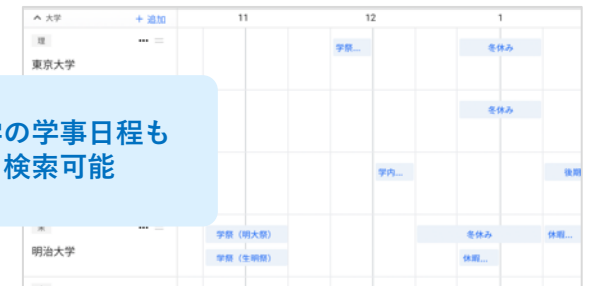 大学
+ 追加
11
12
1
理
学祭...
冬休み
東京大学
の学事日程も
検索可能
冬休み
学内...
後期
学祭（明大祭）
冬休み
休暇...
明治大学
学祭（生明祭）
休暇...